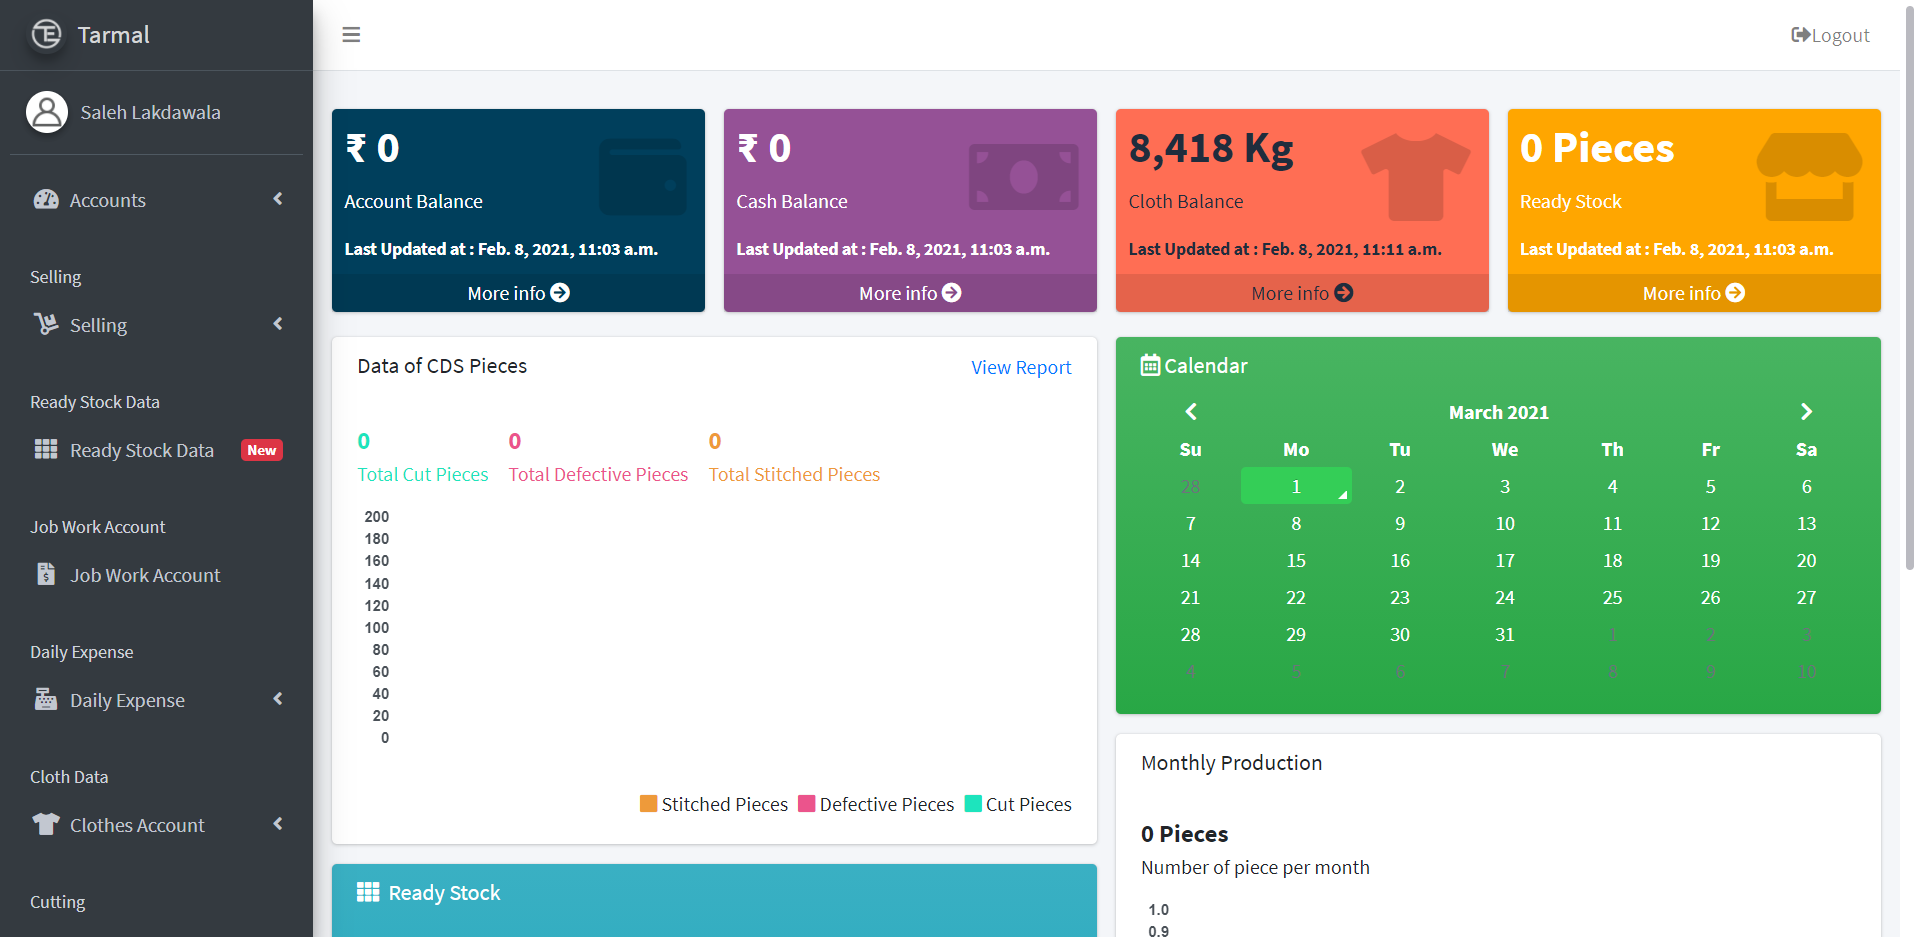 Tarmal
Logout
Saleh Lakdawala
Accounts
Selling
Selling
Ready Stock Data
Ready Stock Data New
Job Work Account
Job Work Account
Daily Expense
Daily Expense
Cloth Data
Clothes Account
Cutting
₹ 0
Account Balance
Last Updated at : Feb. 8, 2021, 11:03 a.m.
More info
₹ 0
Cash Balance
Last Updated at : Feb. 8, 2021, 11:03 a.m.
More info
8,418 Kg
Cloth Balance
Last Updated at : Feb. 8, 2021, 11:11 a.m.
More info
0 Pieces
Ready Stock
Last Updated at : Feb. 8, 2021, 11:03 a.m.
More info
Data of CDS Pieces View Report
0 0 0
Total Cut Pieces Total Defective Pieces Total Stitched Pieces
200
180
160
140
120
100
80
60
40
20
0
Stitched Pieces Defective Pieces Cut Pieces
Ready Stock
Calendar
March 2021
Su Mo Tu We Th Fr Sa
28 1 2 3 4 5 6
7 8 9 10 11 12 13
14 15 16 17 18 19 20
21 22 23 24 25 26 27
28 29 30 31 1 2 3
4 5 6 7 8 9 10
Monthly Production
0 Pieces
Number of piece per month
1.0
0.9